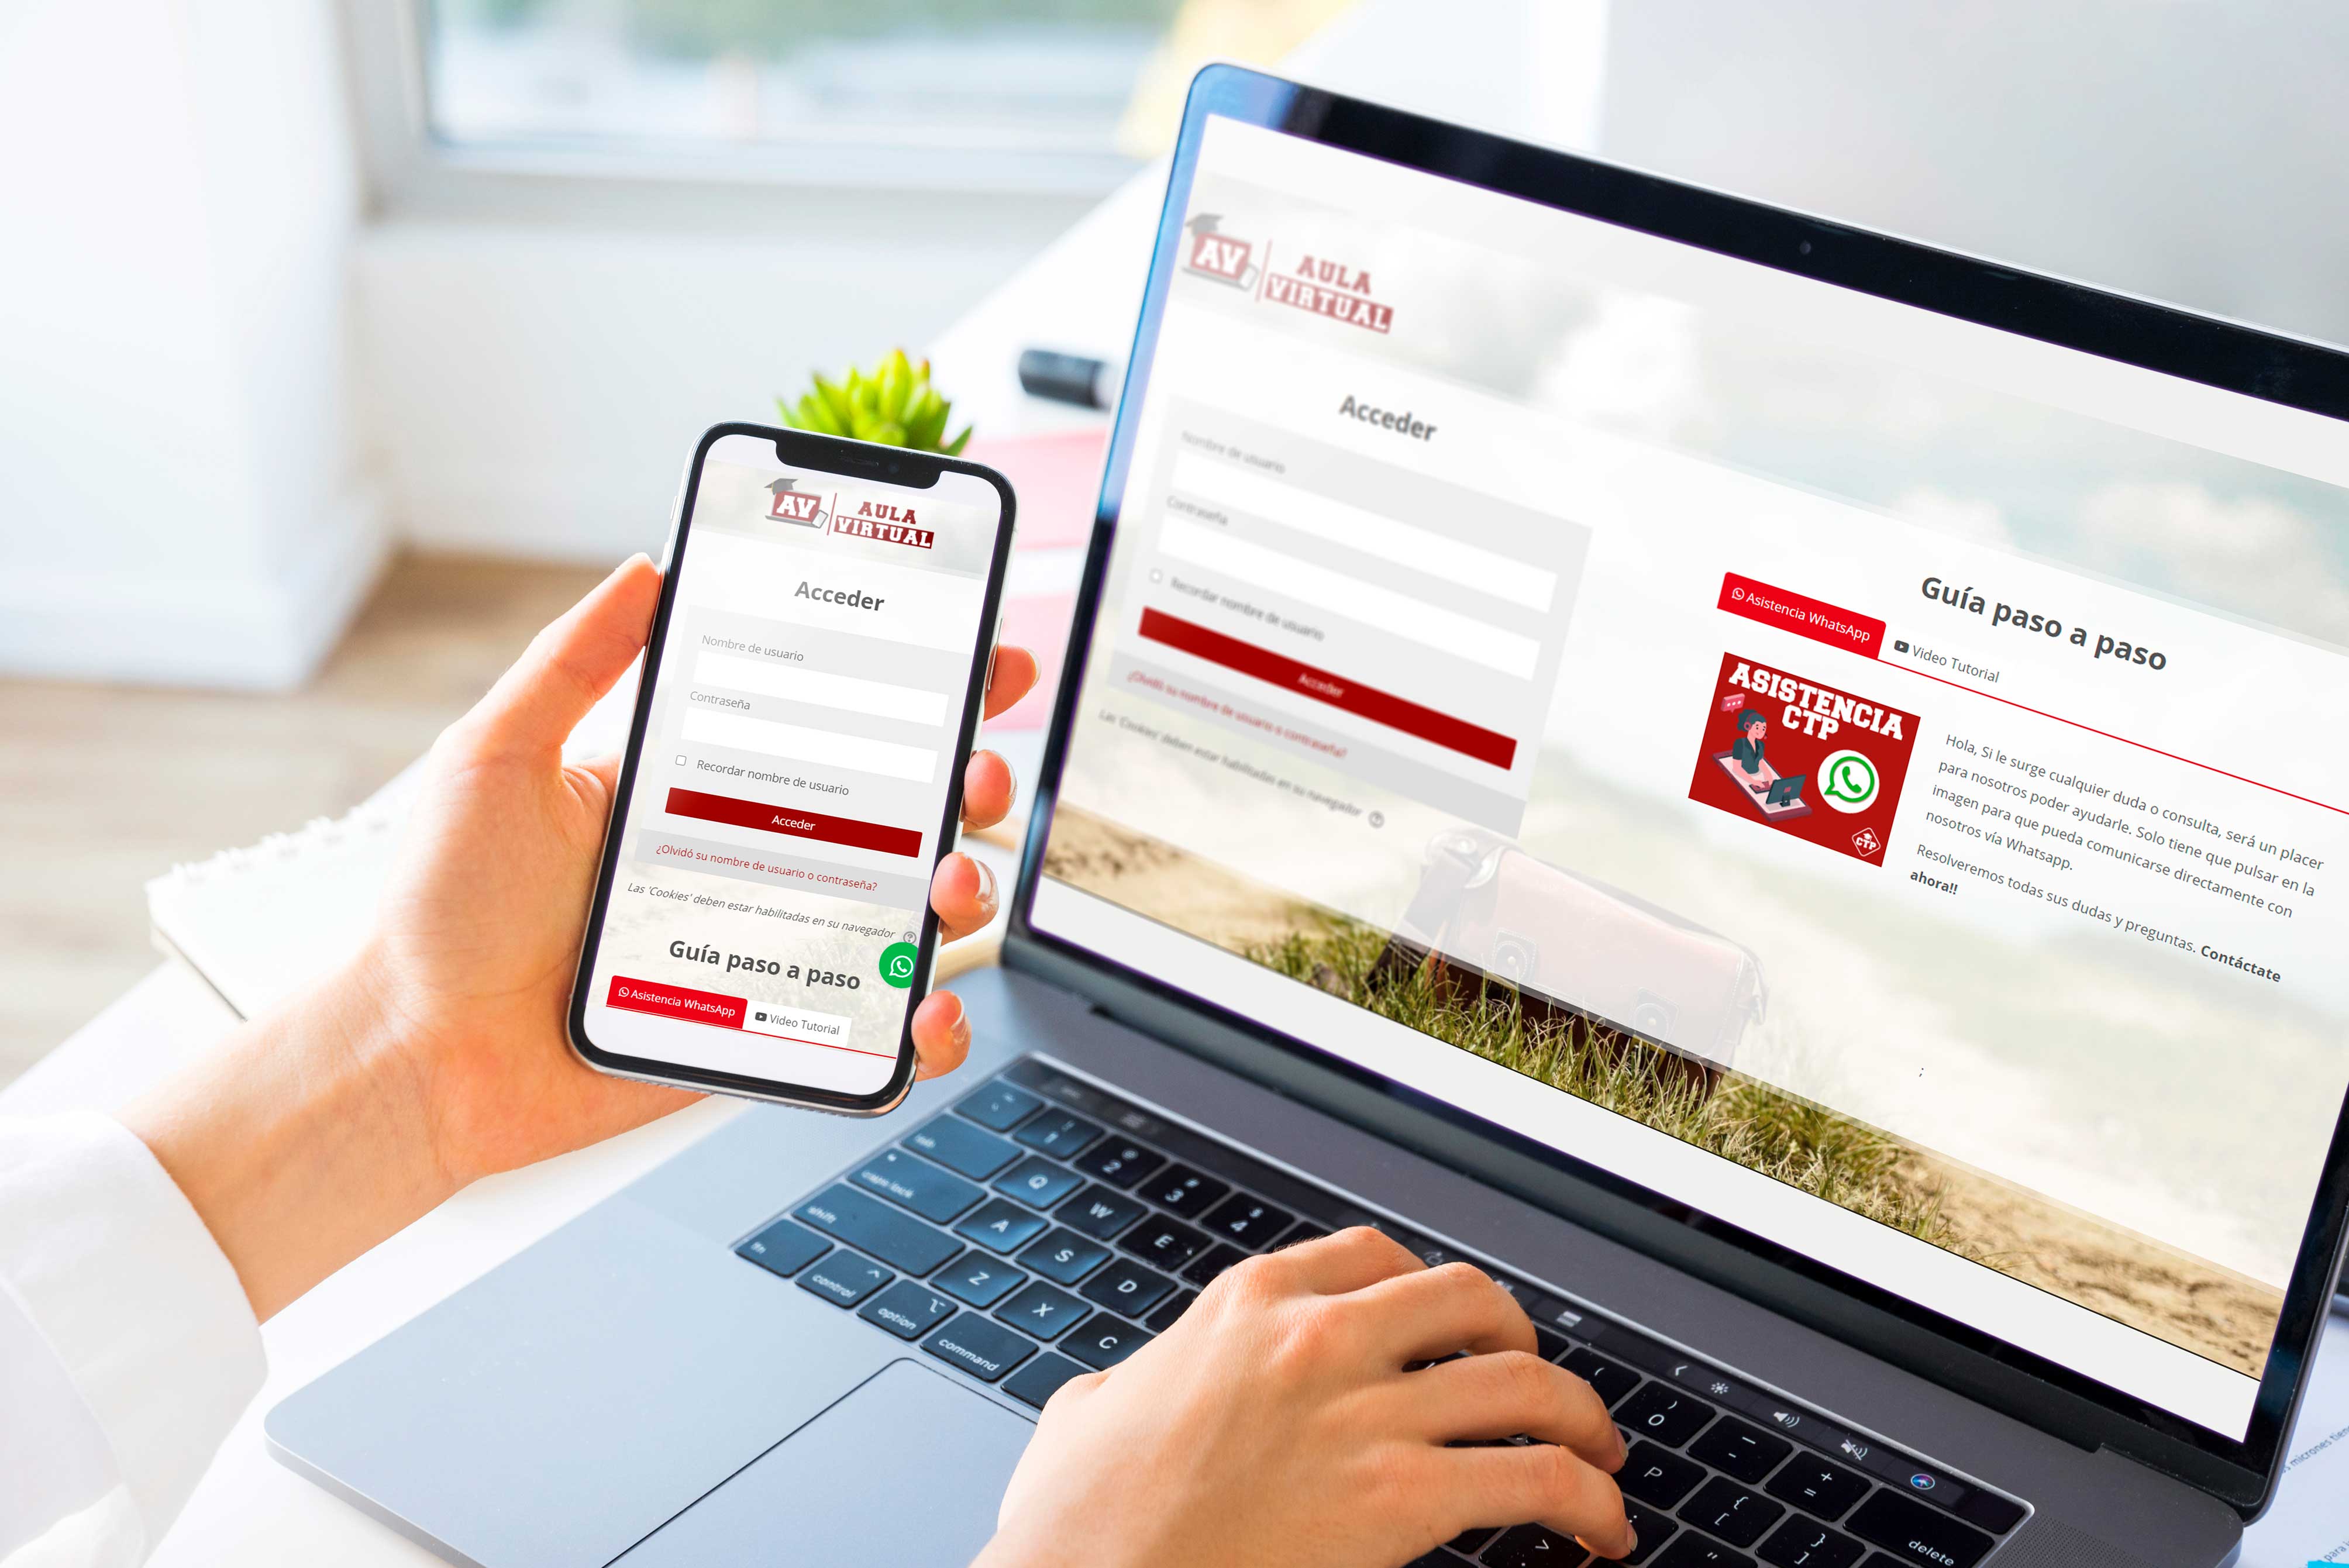 AV
AULA
VIRTUAL
Acceder
Nombre de usuario
Contraseña
Recordar nombre de usuario
Acceder
¿Olvidó su nombre de usuario o contraseña?
Las 'Cookies' deben estar habilitadas en su navegador
Guía paso a paso
Asistencia WhatsApp
Video Tutorial
AV
AULA
VIRTUAL
Acceder
Nombre de usuario
Contraseña
Recordar nombre de usuario
Acceder
¿Olvidó su nombre de usuario o contraseña?
Las 'Cookies' deben estar habilitadas en su navegador
Guía paso a paso
Asistencia WhatsApp
Video Tutorial
ASISTENCIA
CTP
CTP
Hola, Si le surge cualquier duda o consulta, será un placer
para nosotros poder ayudarle. Solo tiene que pulsar en la
imagen para que pueda comunicarse directamente con
nosotros vía Whatsapp.
Resolveremos todas sus dudas y preguntas. Contáctate
ahora!!
;
@ 2
# 3
$ 4
Q W E
caps lock
A S D
shift
Z X C
fn
control
option
command
) 0
P
{ [
} ]
+ =
delete
micrones